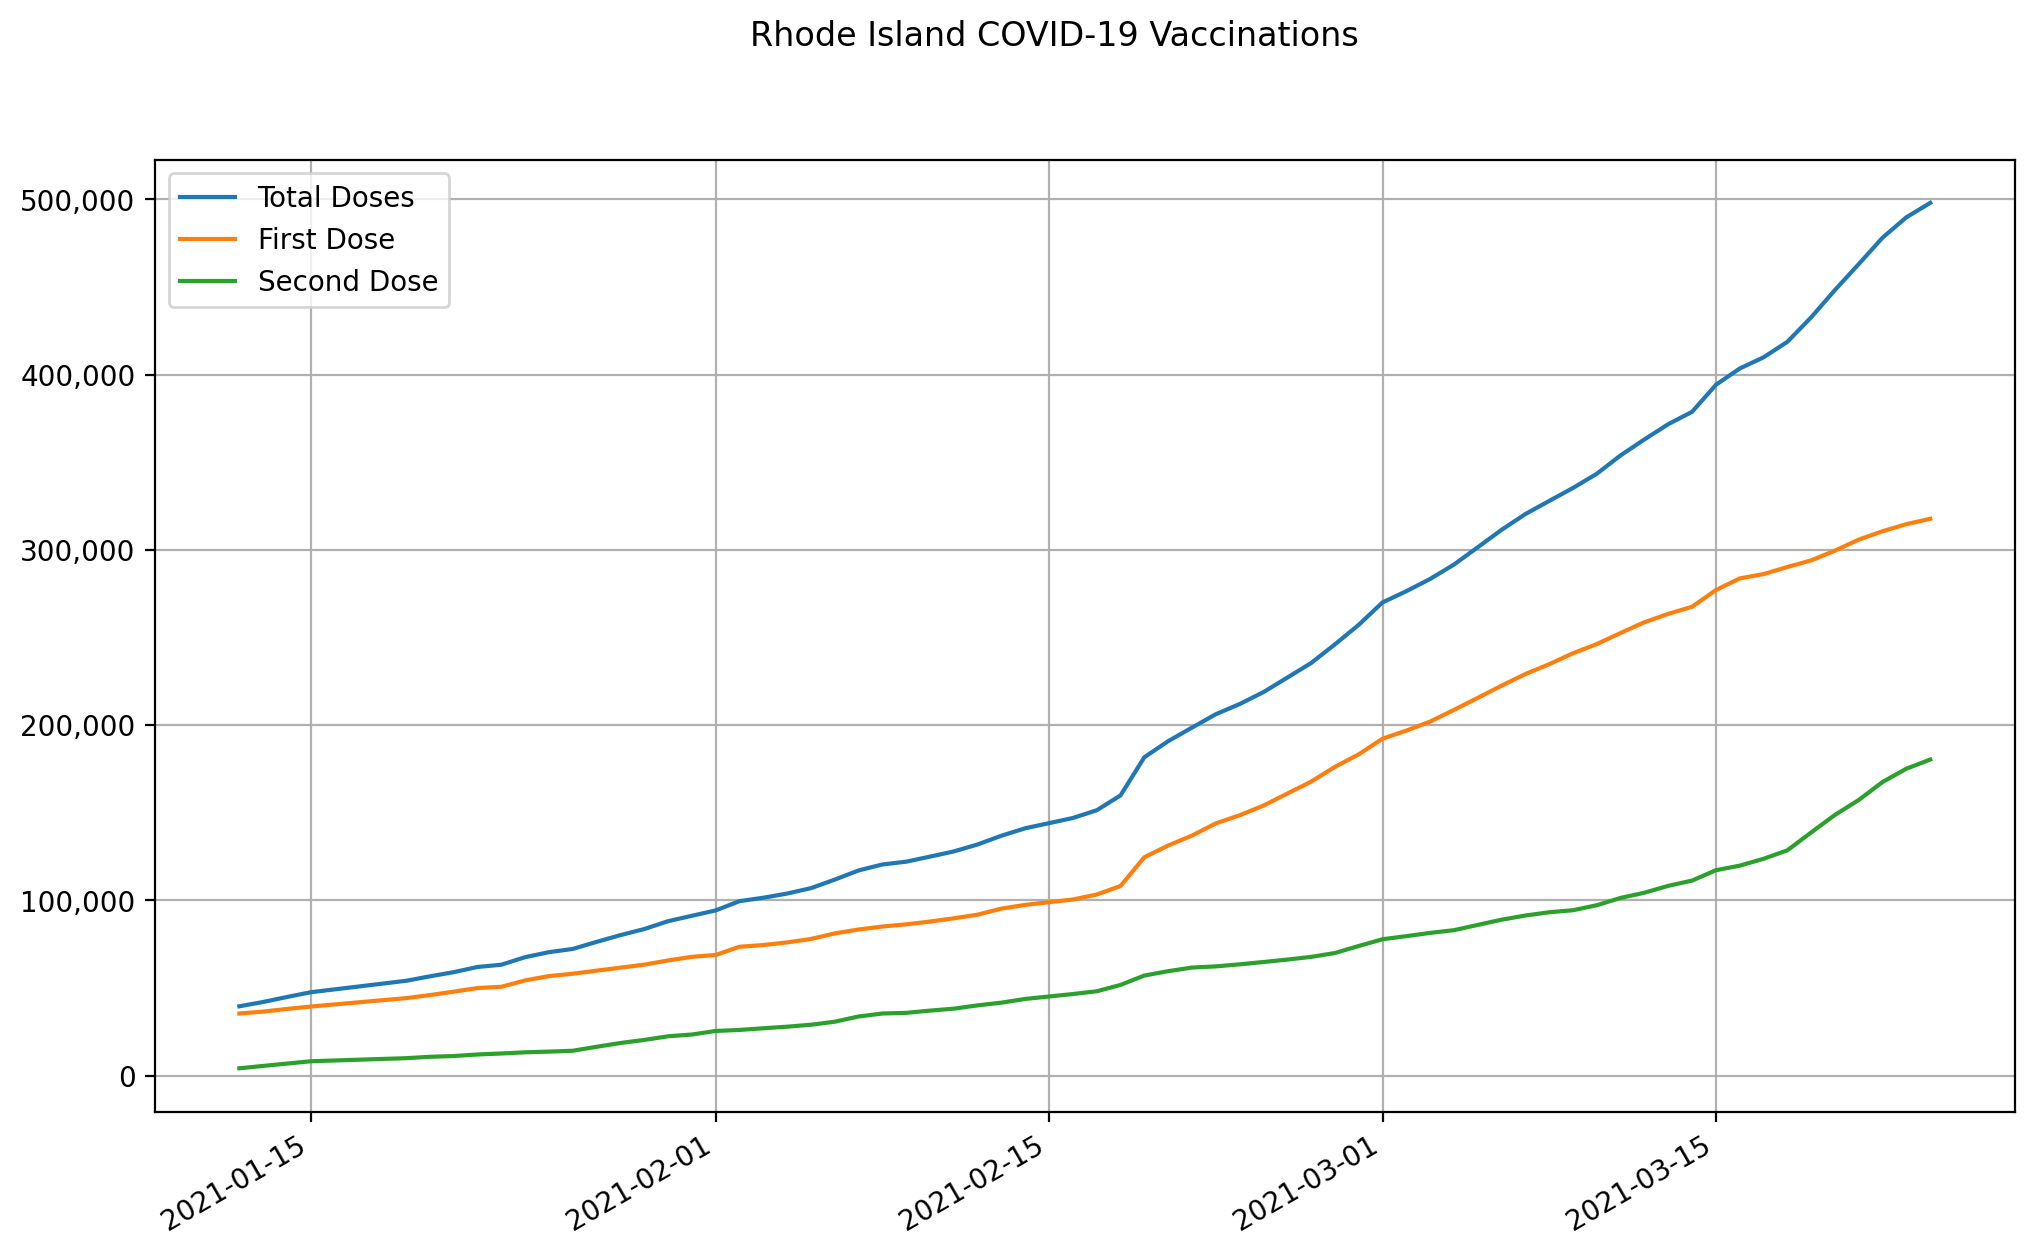 Rhode Island COVID-19 Vaccinations
500,000
400,000
300,000
200,000
100,000
0
Total Doses
First Dose
Second Dose
2021-01-15
2021-02-01
2021-02-15
2021-03-01
2021-03-15